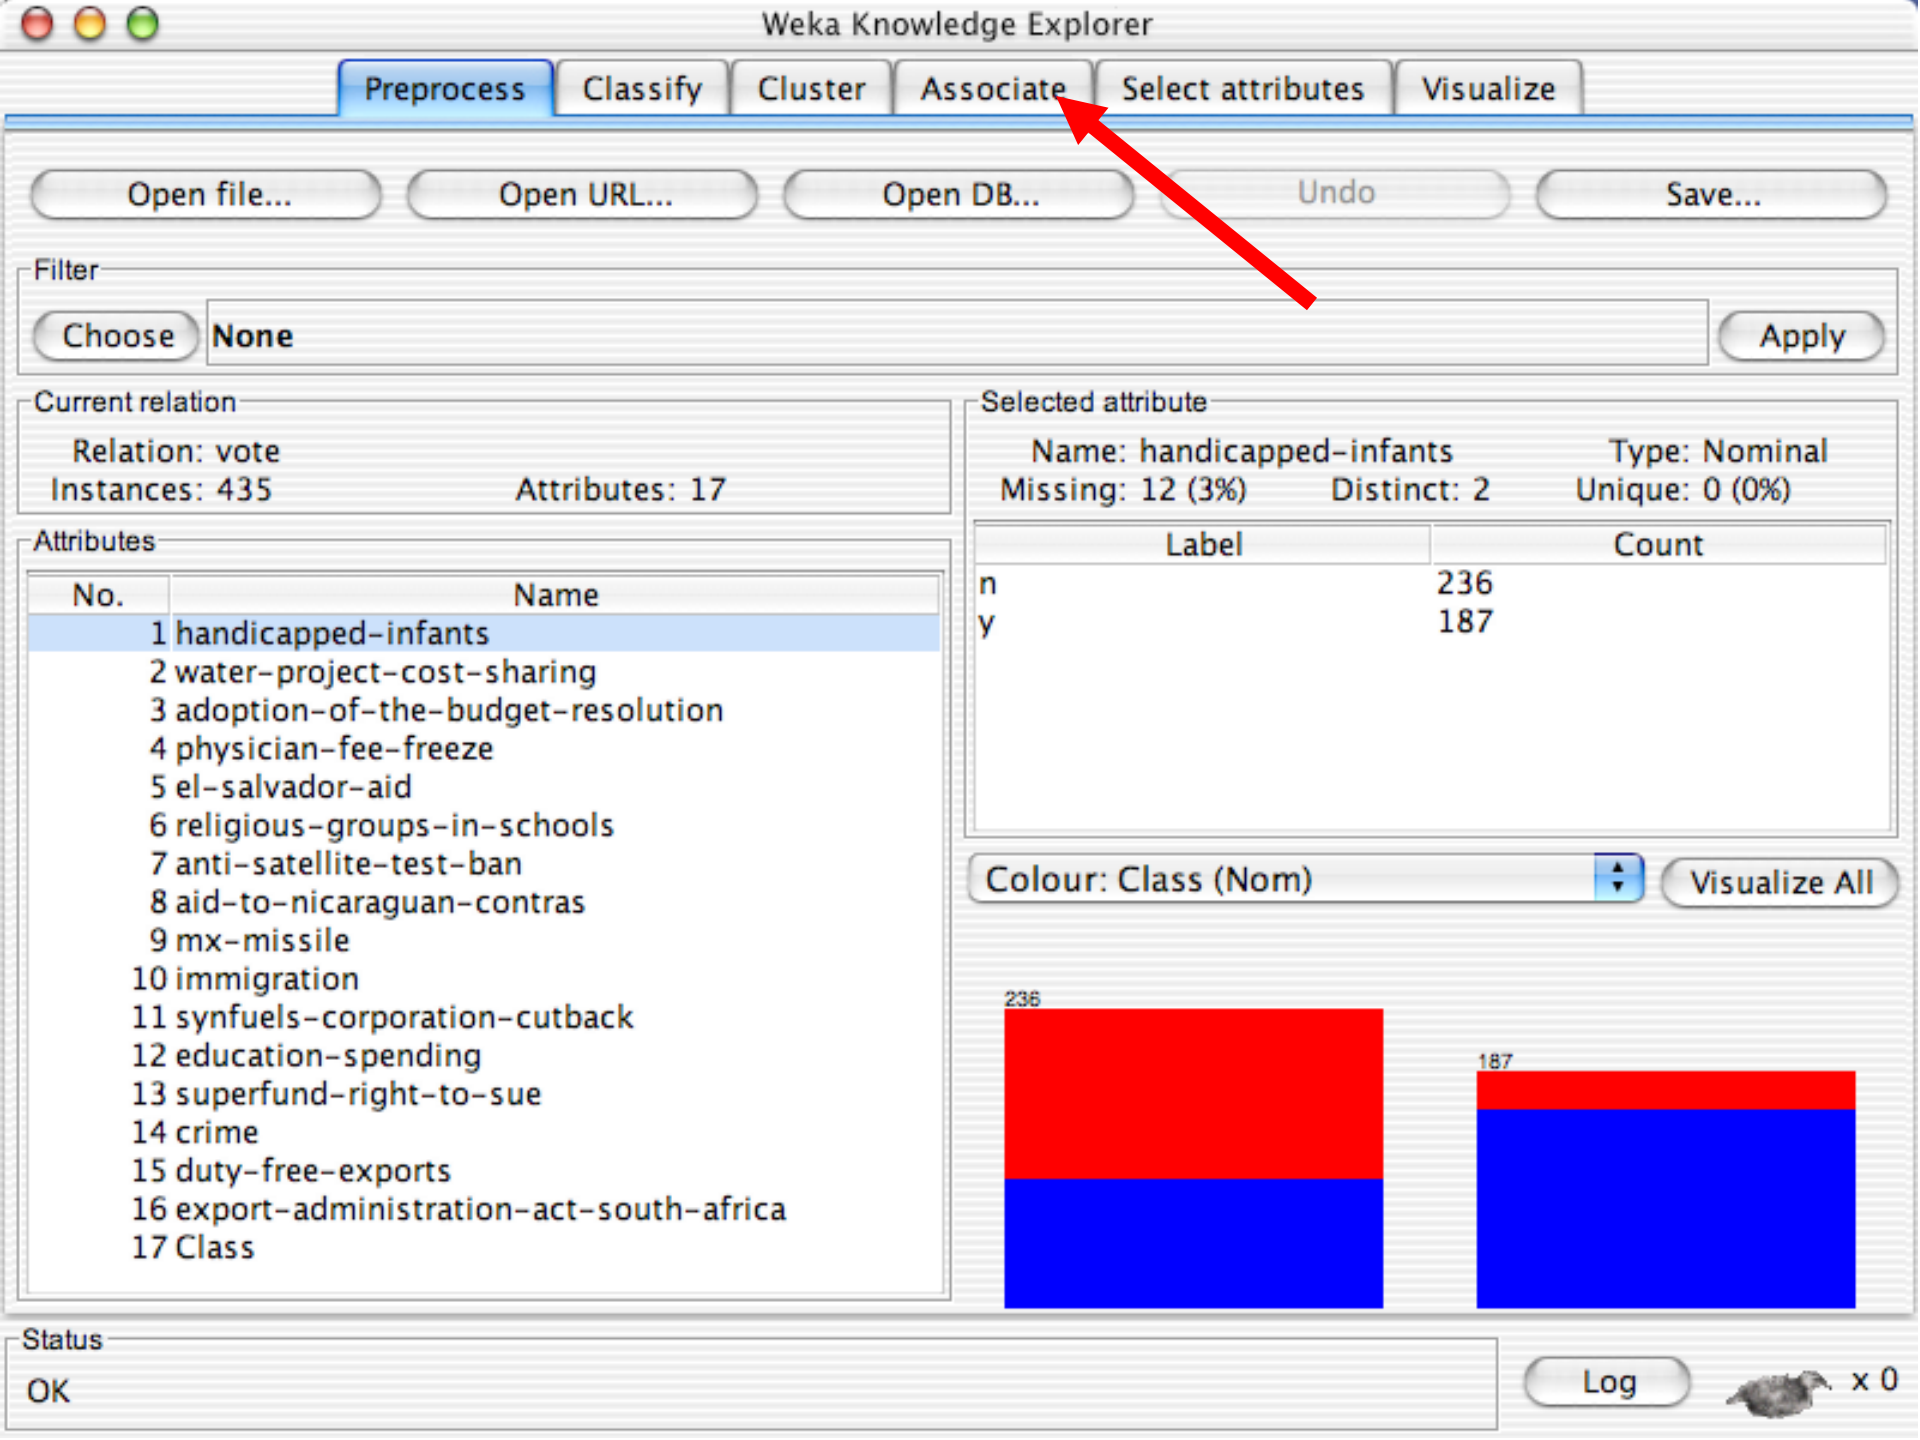 Weka Knowledge Explorer
Preprocess Classify Cluster Associate Select attributes Visualize
Open file... Open URL... Open DB... Undo Save...
Filter
Choose None Apply
Current relation
Relation: vote
Instances: 435 Attributes: 17
Selected attribute
Name: handicapped-infants Type: Nominal
Missing: 12 (3%) Distinct: 2 Unique: 0 (0%)
Label Count
n 236
y 187
Attributes
No. Name
1 handicapped-infants
2 water-project-cost-sharing
3 adoption-of-the-budget-resolution
4 physician-fee-freeze
5 el-salvador-aid
6 religious-groups-in-schools
7 anti-satellite-test-ban
8 aid-to-nicaraguan-contras
9 mx-missile
10 immigration
11 synfuels-corporation-cutback
12 education-spending
13 superfund-right-to-sue
14 crime
15 duty-free-exports
16 export-administration-act-south-africa
17 Class
Colour: Class (Nom) Visualize All
236
187
Status
OK
Log x 0